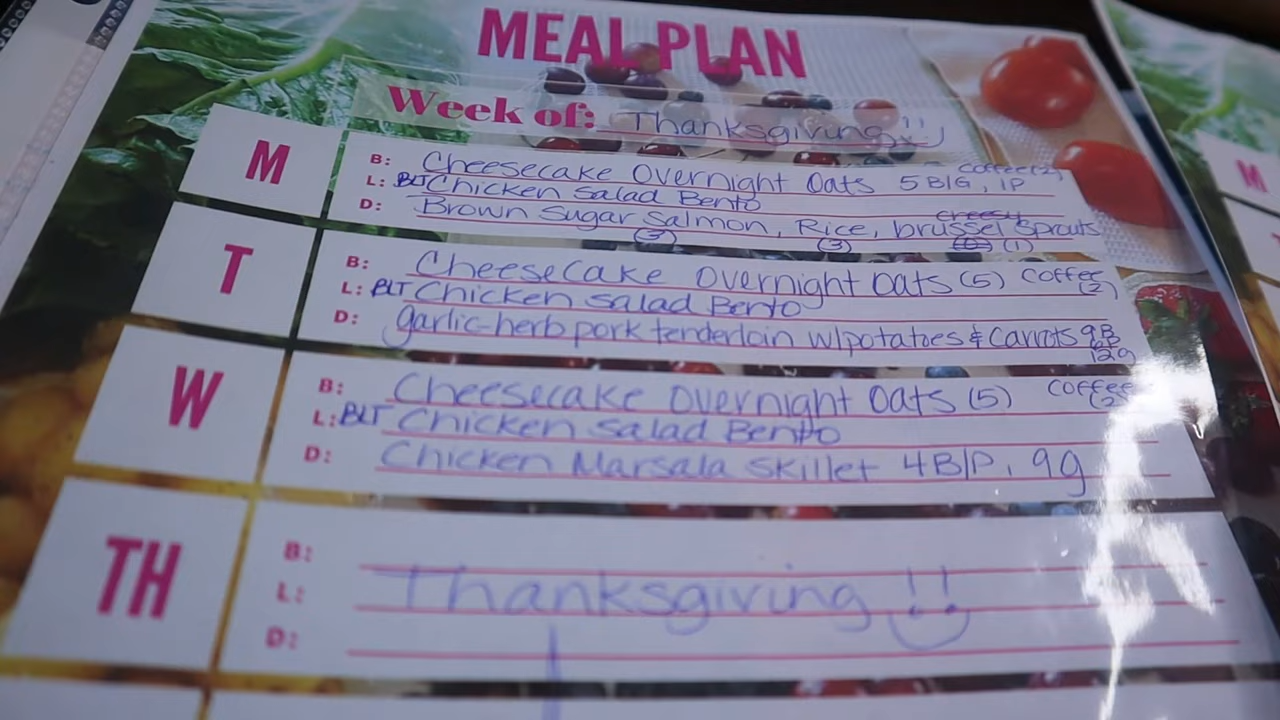 MEAL PLAN
Week of: Thanksgiving!!
M
B: Cheesecake Overnight Oats 5B/G, 1P Coffee(2)
L: BLT Chicken Salad Bento
D: Brown Sugar Salmon, Rice, cheesy brussel sprouts
(3) (3) (1)
T
B: Cheesecake Overnight Oats (5) Coffee (2)
L: BLT Chicken Salad Bento
D: garlic-herb pork tenderloin w/potatoes & Carrots 9B
12g
W
B: Cheesecake Overnight Oats (5) Coffee
L: BLT Chicken Salad Bento
D: Chicken Marsala Skillet 4B/P, 9g
TH
B:
L: Thanksgiving!!
D:
M